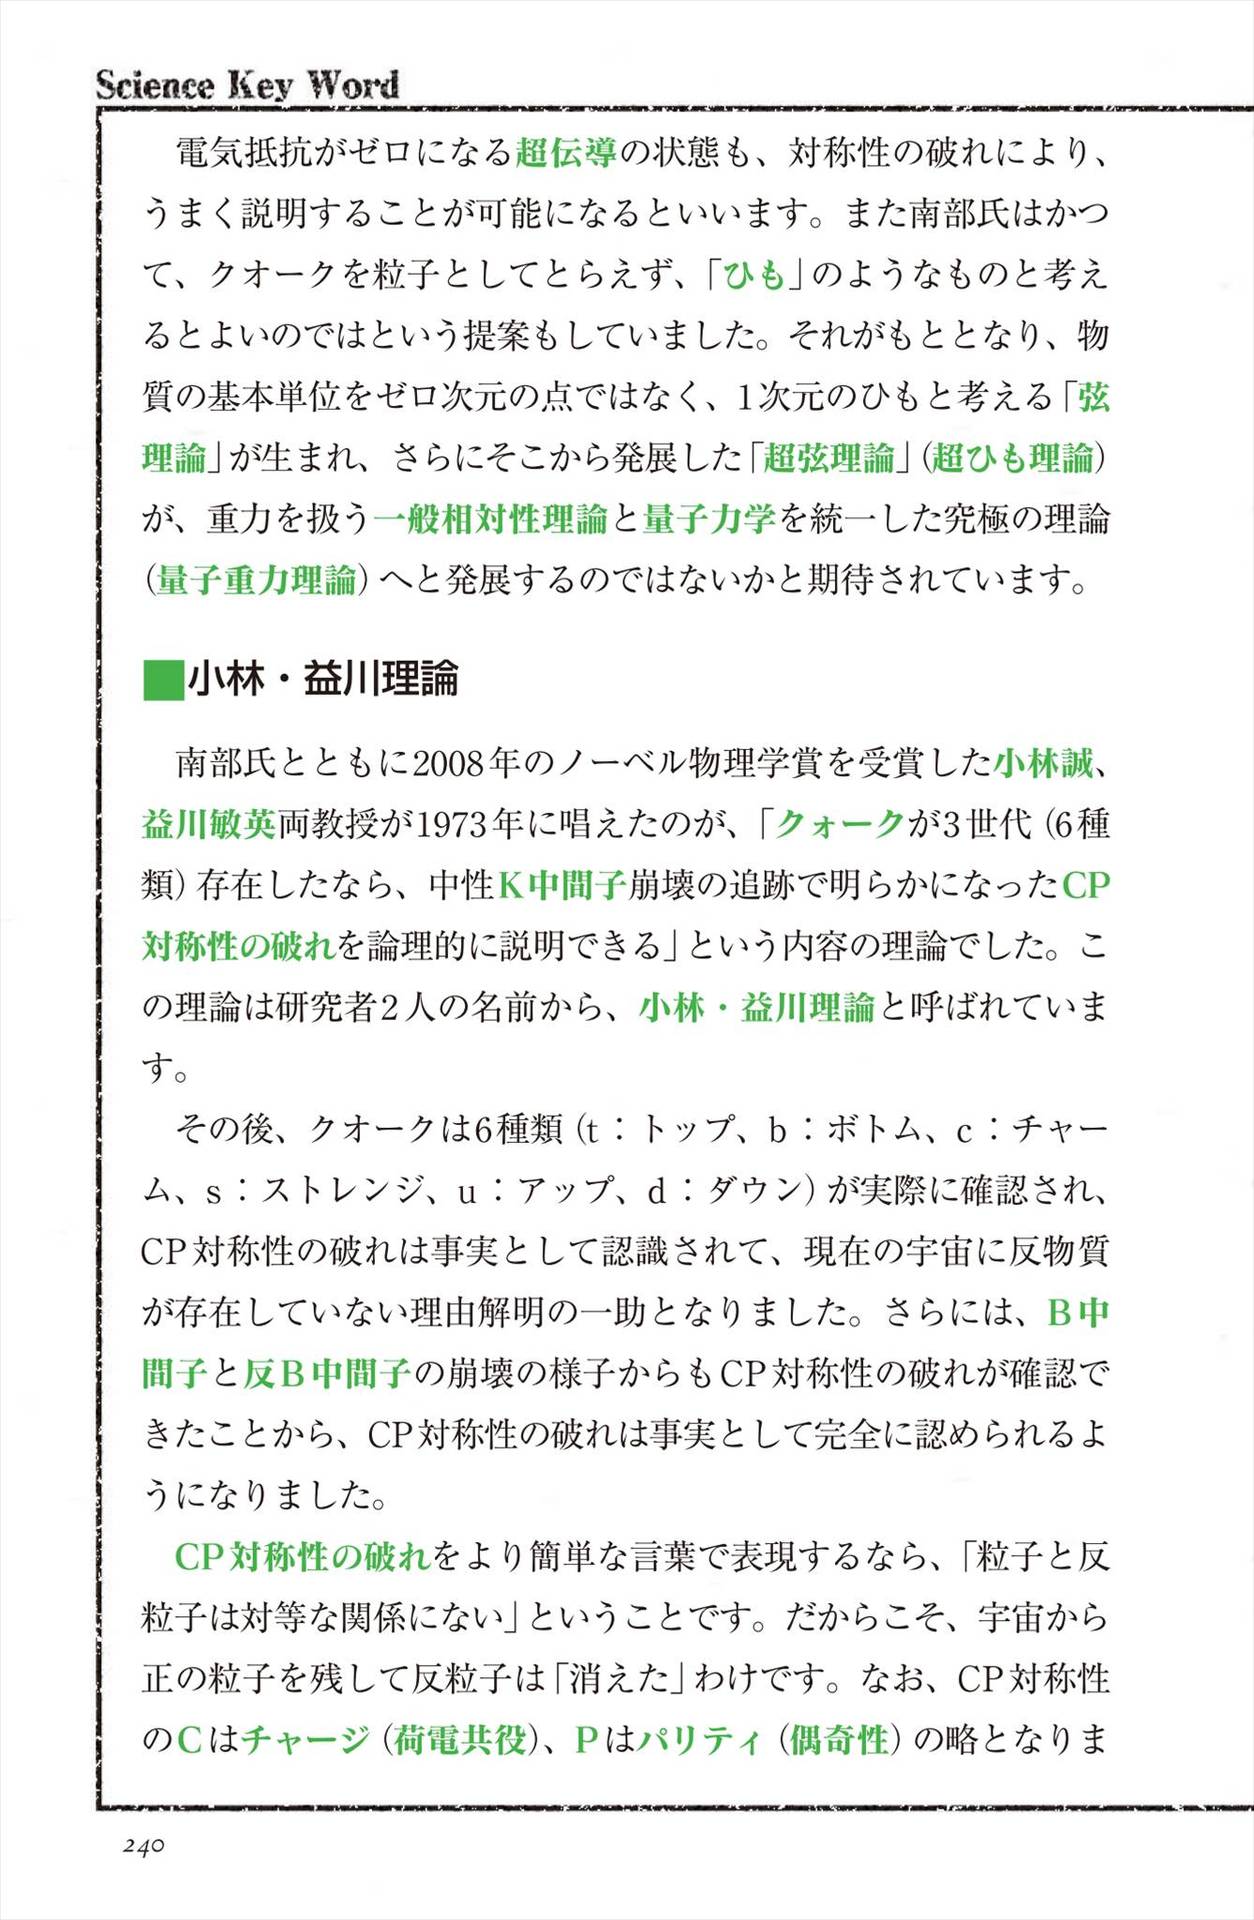 Science Key Word
電気抵抗がゼロになる超伝導の状態も、対称性の破れにより、
うまく説明することが可能になるといいます。また南部氏はかつ
て、クオークを粒子としてとらえず、「ひも」のようなものと考え
るとよいのではという提案もしていました。それがもととなり、物
質の基本単位をゼロ次元の点ではなく、1次元のひもと考える「弦
理論」が生まれ、さらにそこから発展した「超弦理論」(超ひも理論)
が、重力を扱う一般相対性理論と量子力学を統一した究極の理論
(量子重力理論)へと発展するのではないかと期待されています。
■小林・益川理論
南部氏とともに2008年のノーベル物理学賞を受賞した小林誠、
益川敏英両教授が1973年に唱えたのが、「クォークが3世代(6種
類)存在したなら、中性K中間子崩壊の追跡で明らかになったCP
対称性の破れを論理的に説明できる」という内容の理論でした。こ
の理論は研究者2人の名前から、小林・益川理論と呼ばれていま
す。
その後、クオークは6種類(t:トップ、b:ボトム、c:チャー
ム、s:ストレンジ、u:アップ、d:ダウン)が実際に確認され、
CP対称性の破れは事実として認識されて、現在の宇宙に反物質
が存在していない理由解明の一助となりました。さらには、B中
間子と反B中間子の崩壊の様子からもCP対称性の破れが確認で
きたことから、CP対称性の破れは事実として完全に認められるよ
うになりました。
CP対称性の破れをより簡単な言葉で表現するなら、「粒子と反
粒子は対等な関係にない」ということです。だからこそ、宇宙から
正の粒子を残して反粒子は「消えた」わけです。なお、CP対称性
のCはチャージ(荷電共役)、Pはパリティ(偶奇性)の略となりま
240